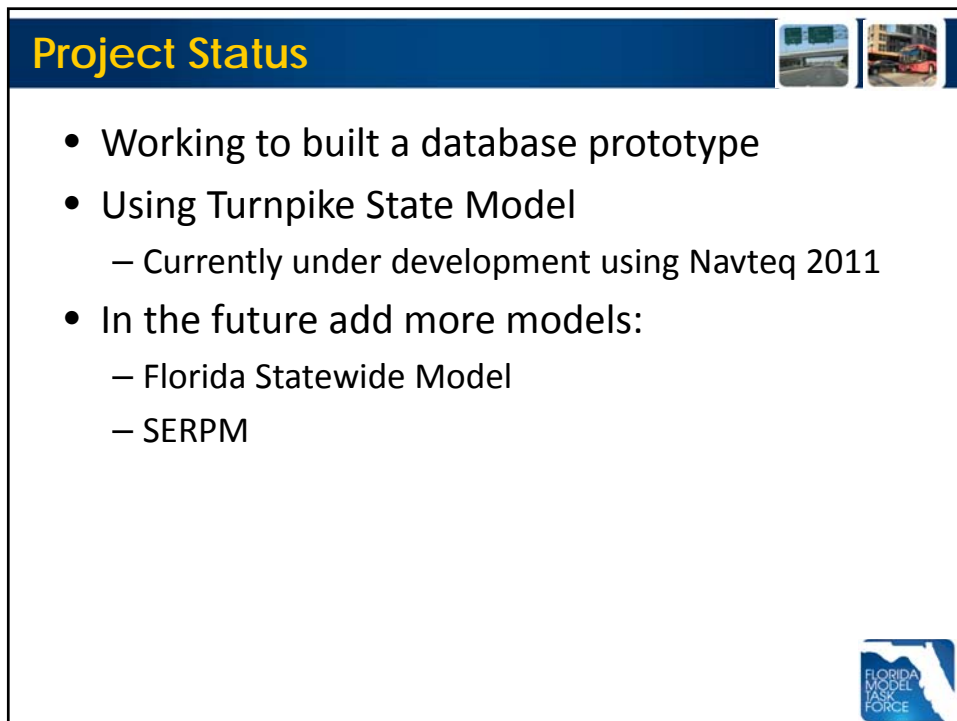 Project Status
• Working to built a database prototype
• Using Turnpike State Model
– Currently under development using Navteq 2011
• In the future add more models:
– Florida Statewide Model
– SERPM
FLORIDA
MODEL
TASK
FORCE